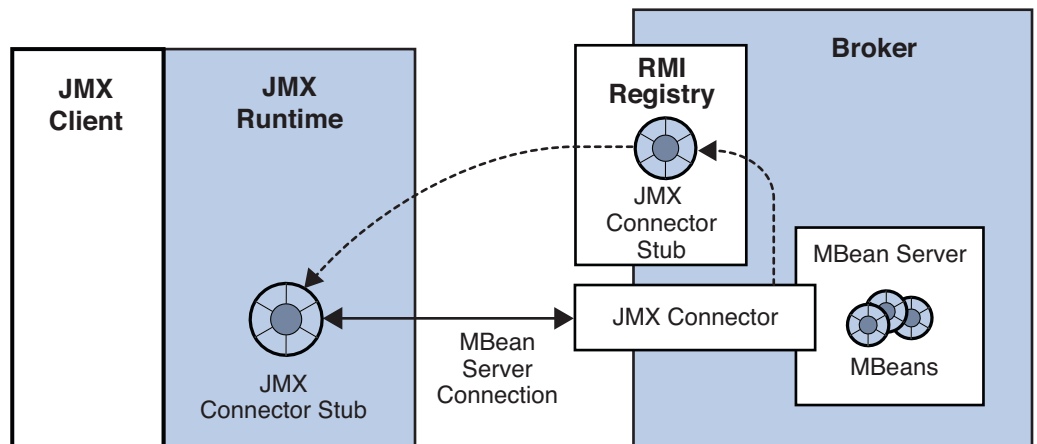 JMX
Client
JMX
Runtime
RMI
Registry
Broker
JMX
Connector
Stub
MBean Server
MBeans
JMX Connector
MBean
Server
Connection
JMX
Connector Stub